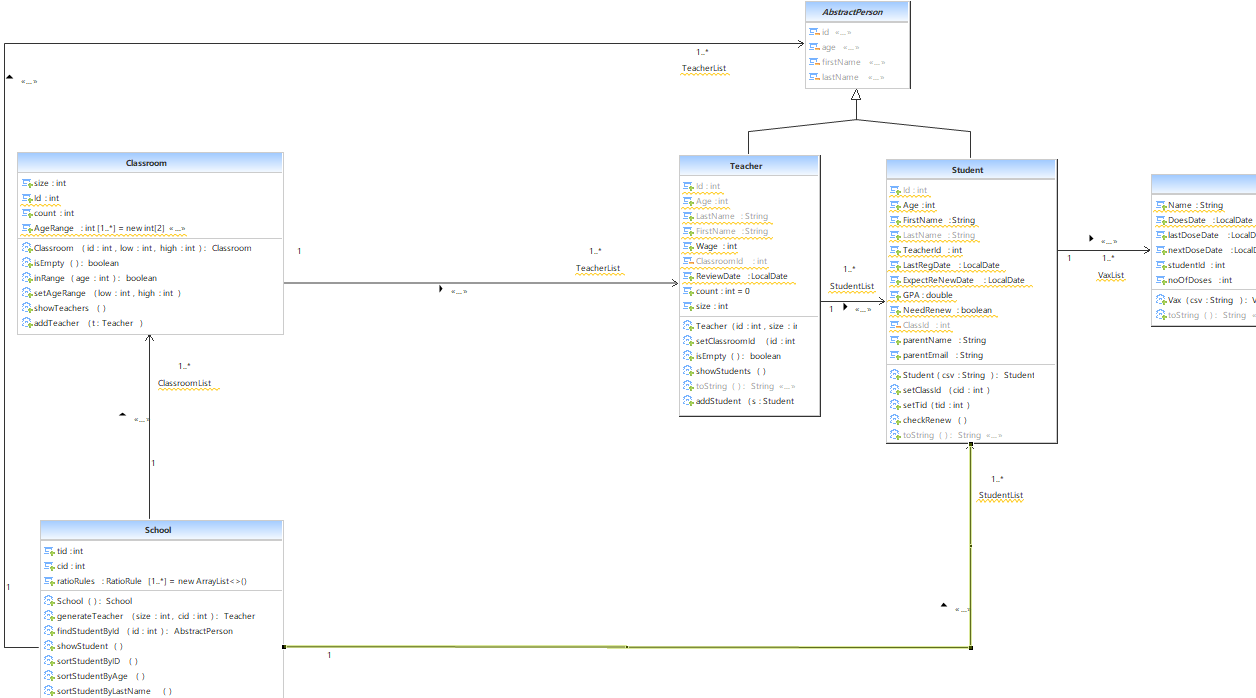 AbstractPerson
id «...»
age «...»
firstName «...»
lastName «...»
1..*
TeacherList
«...»
Classroom
size : int
Id : int
count : int
AgeRange : int [1..*] = new int[2] «...»
Classroom ( id : int , low : int , high : int ) : Classroom
isEmpty ( ) : boolean
inRange ( age : int ) : boolean
setAgeRange ( low : int , high : int )
showTeachers ( )
addTeacher ( t : Teacher )
1
1..*
TeacherList
«...»
Teacher
id : int
Age : int
LastName : String
FirstName : String
Wage : int
ClassroomId : int
ReviewDate : LocalDate
count : int = 0
size : int
Teacher ( id : int , size : ir
setClassroomId ( id : int
isEmpty ( ) : boolean
showStudents ( )
toString ( ) : String «...»
addStudent ( s : Student
1..*
StudentList
1
«...»
Student
Id : int
Age : int
FirstName : String
LastName : String
TeacherId : int
LastRegDate : LocalDate
ExpectReNewDate : LocalDate
GPA : double
NeedRenew : boolean
ClassId : int
parentName : String
parentEmail : String
Student ( csv : String ) : Student
setClassId ( cid : int )
setTid ( tid : int )
checkRenew ( )
toString ( ) : String «...»
«...»
1
1..*
VaxList
Name : String
DoesDate : LocalDate
lastDoseDate : LocalD
nextDoseDate : LocalD
studentId : int
noOfDoses : int
Vax ( csv : String ) : V
toString ( ) : String «
1..*
ClassroomList
«...»
1
School
tid : int
cid : int
ratioRules : RatioRule [1..*] = new ArrayList<>()
School ( ) : School
generateTeacher ( size : int , cid : int ) : Teacher
findStudentById ( id : int ) : AbstractPerson
showStudent ( )
sortStudentByID ( )
sortStudentByAge ( )
sortStudentByLastName ( )
1
1
1..*
StudentList
«...»